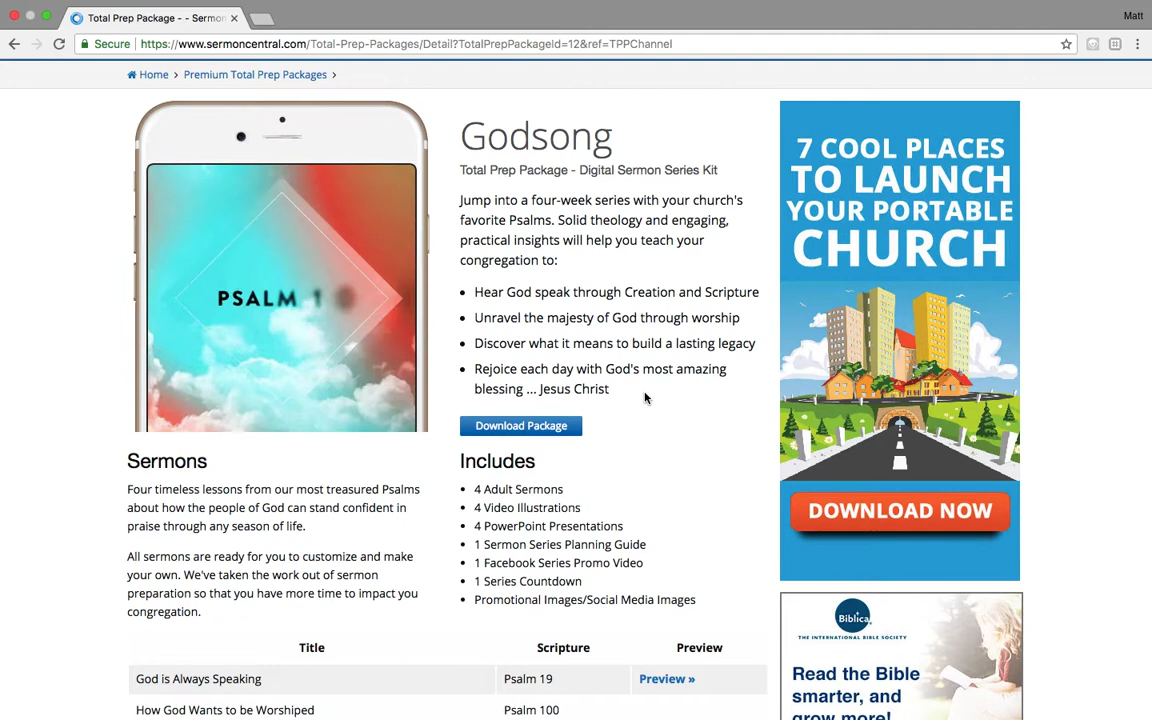 Total Prep Package - - Sermon
Matt
Secure
https://www.sermoncentral.com/Total-Prep-Packages/Detail?TotalPrepPackageId=12&ref=TPPChannel
Home > Premium Total Prep Packages >
PSALM 1
Godsong
Total Prep Package - Digital Sermon Series Kit
Jump into a four-week series with your church's
favorite Psalms. Solid theology and engaging,
practical insights will help you teach your
congregation to:
• Hear God speak through Creation and Scripture
• Unravel the majesty of God through worship
• Discover what it means to build a lasting legacy
• Rejoice each day with God's most amazing
blessing ... Jesus Christ
Download Package
Sermons
Four timeless lessons from our most treasured Psalms
about how the people of God can stand confident in
praise through any season of life.
All sermons are ready for you to customize and make
your own. We've taken the work out of sermon
preparation so that you have more time to impact you
congregation.
Includes
• 4 Adult Sermons
• 4 Video Illustrations
• 4 PowerPoint Presentations
• 1 Sermon Series Planning Guide
• 1 Facebook Series Promo Video
• 1 Series Countdown
• Promotional Images/Social Media Images
Title Scripture Preview
God is Always Speaking Psalm 19 Preview »
How God Wants to be Worshiped Psalm 100
7 COOL PLACES
TO LAUNCH
YOUR PORTABLE
CHURCH
DOWNLOAD NOW
Biblica
THE INTERNATIONAL BIBLE SOCIETY
Read the Bible
smarter, and
grow more!